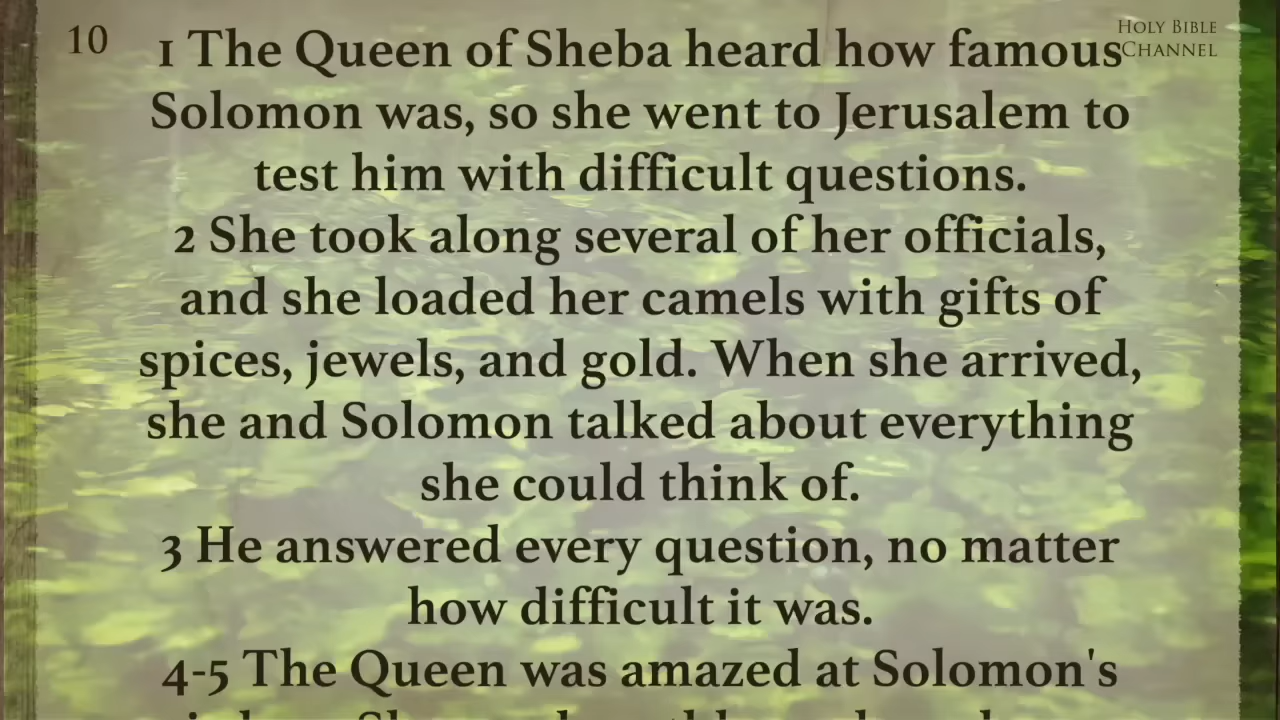 10
HOLY BIBLE
CHANNEL
1 The Queen of Sheba heard how famous
Solomon was, so she went to Jerusalem to
test him with difficult questions.
2 She took along several of her officials,
and she loaded her camels with gifts of
spices, jewels, and gold. When she arrived,
she and Solomon talked about everything
she could think of.
3 He answered every question, no matter
how difficult it was.
4-5 The Queen was amazed at Solomon's